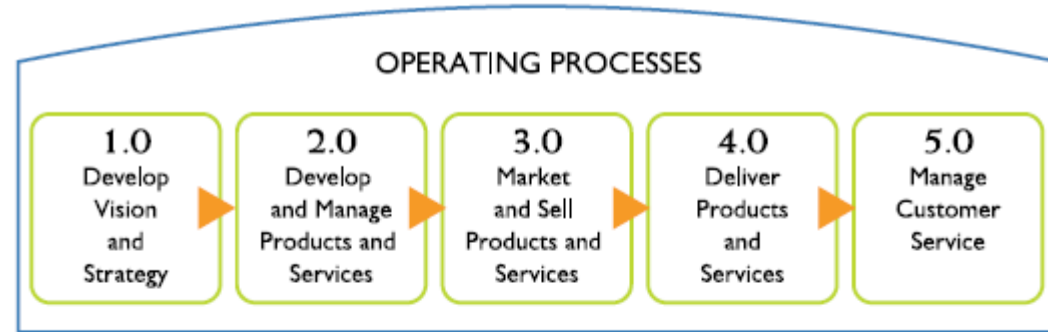 OPERATING PROCESSES
1.0
Develop
Vision
and
Strategy
2.0
Develop
and Manage
Products and
Services
3.0
Market
and Sell
Products and
Services
4.0
Deliver
Products
and
Services
5.0
Manage
Customer
Service